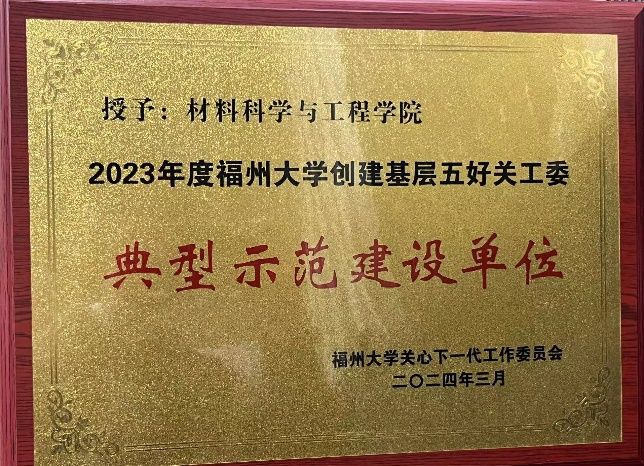 授予：材料科学与工程学院
2023年度福州大学创建基层五好关工委
典型示范建设单位
福州大学关心下一代工作委员会
二〇二四年三月